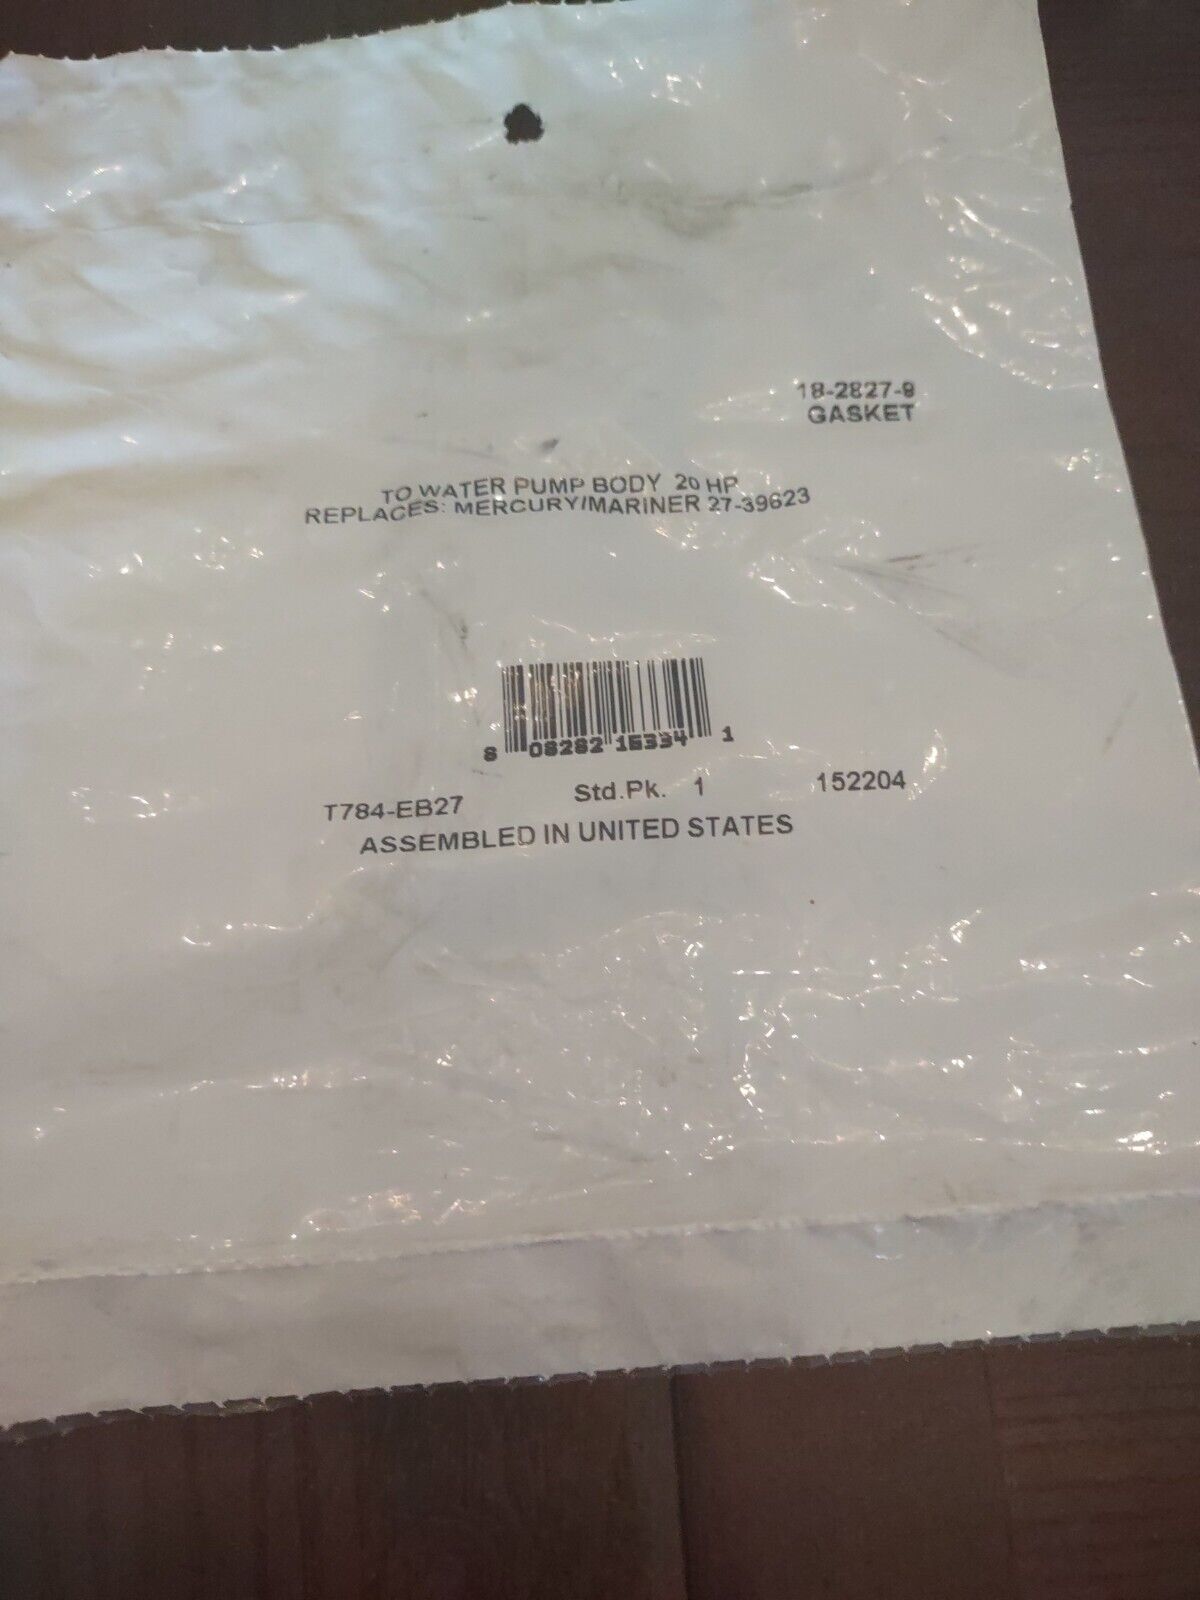 18-2827-9
GASKET
TO WATER PUMP BODY 20 HP
REPLACES: MERCURY/MARINER 27-39623
8 08282 16334 1
T784-EB27 Std.Pk. 1 152204
ASSEMBLED IN UNITED STATES